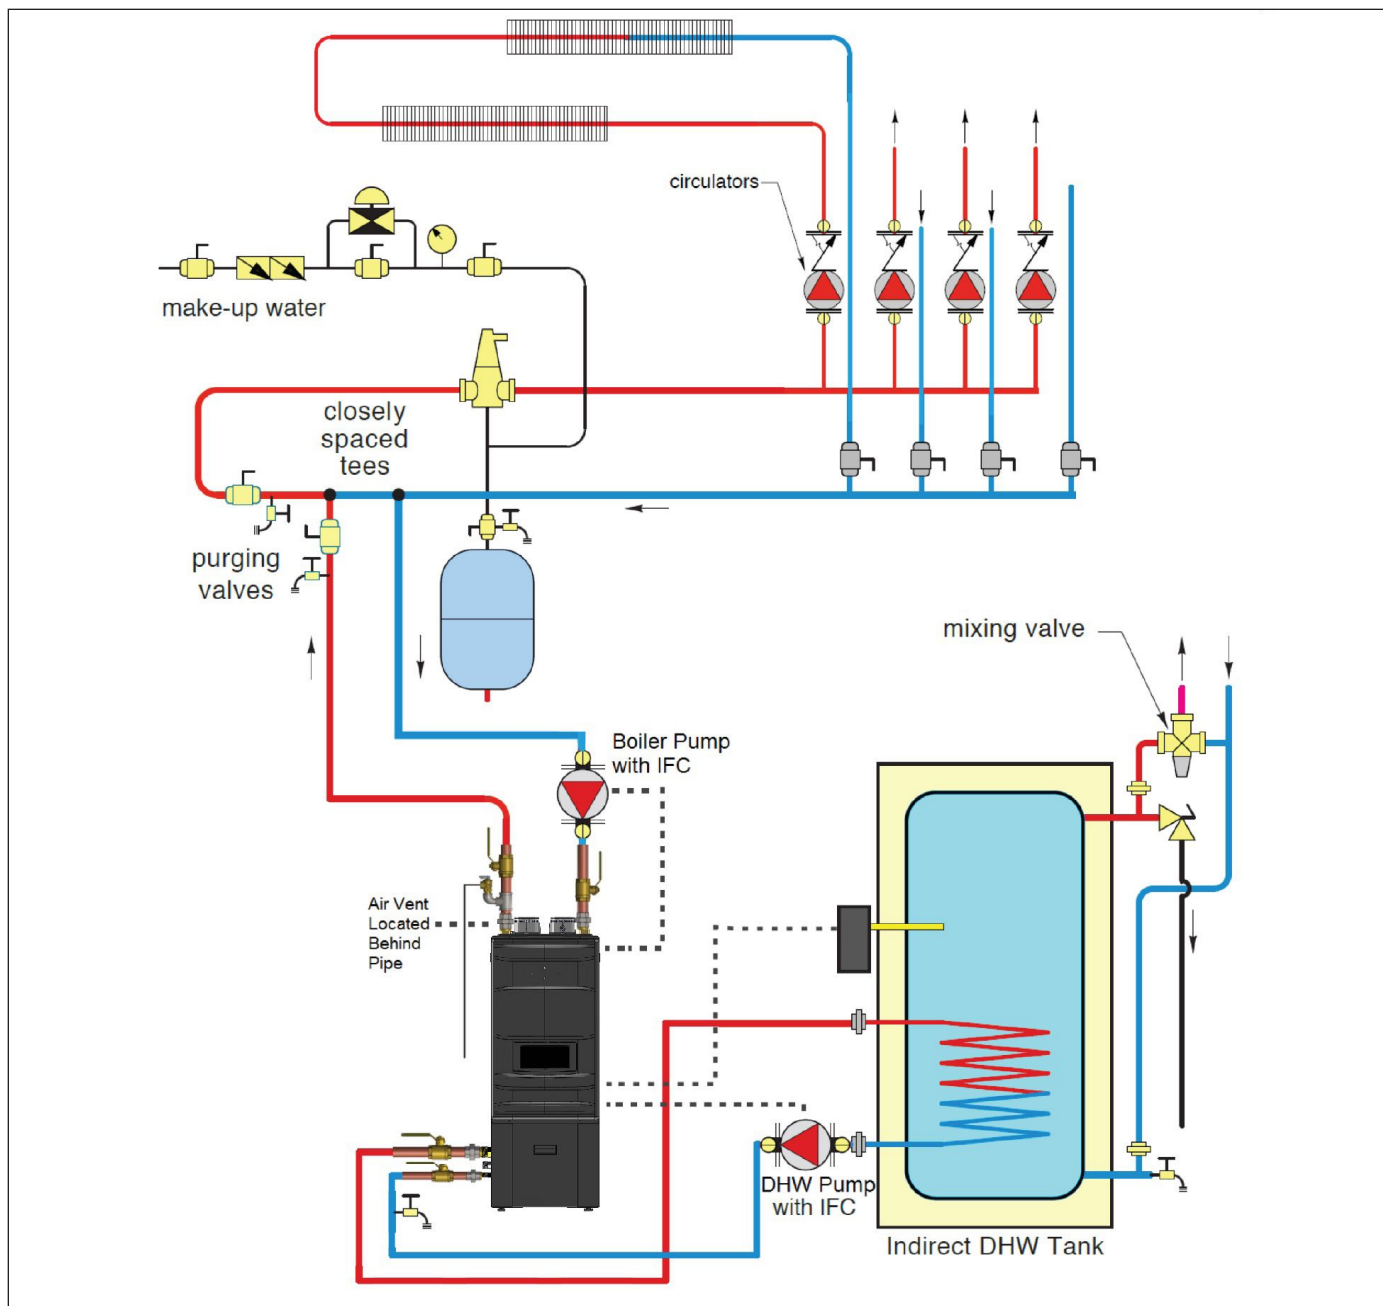 circulators
make-up water
closely
spaced
tees
purging
valves
mixing valve
Boiler Pump
with IFC
Air Vent
Located
Behind
Pipe
DHW Pump
with IFC
Indirect DHW Tank